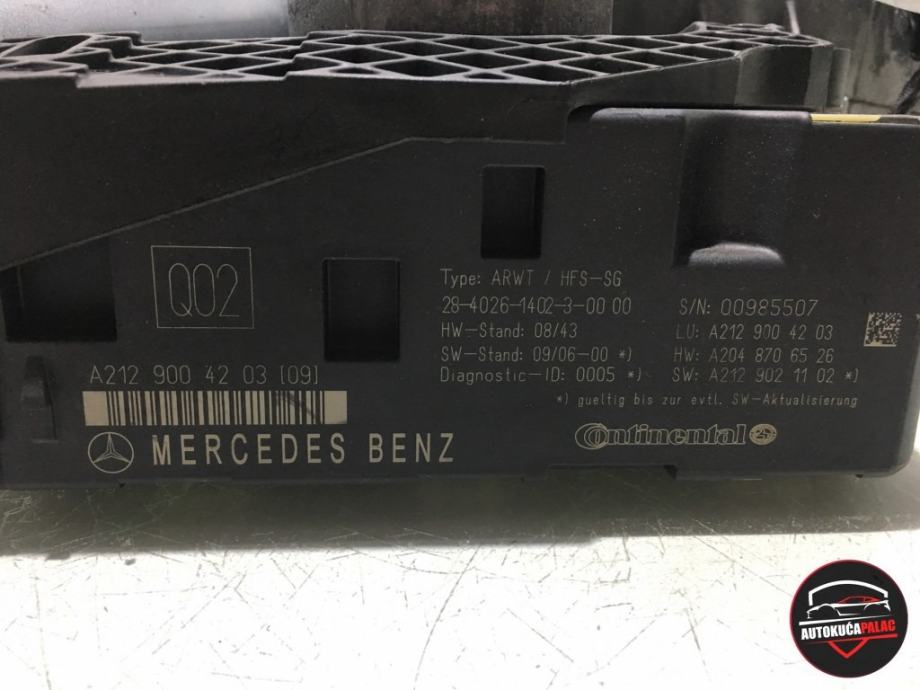 Q02
A212 900 42 03 [09]
MERCEDES BENZ
Type: ARWT / HFS-SG
28-4026-1402-3-00 00
HW-Stand: 08/43
SW-Stand: 09/06-00 *)
Diagnostic-ID: 0005 *)
S/N: 00985507
LU: A212 900 42 03
HW: A204 870 65 26
SW: A212 902 11 02 *)
*) gueltig bis zur evtl. SW-Aktualisierung
Continental
AUTOKUĆAPALAC